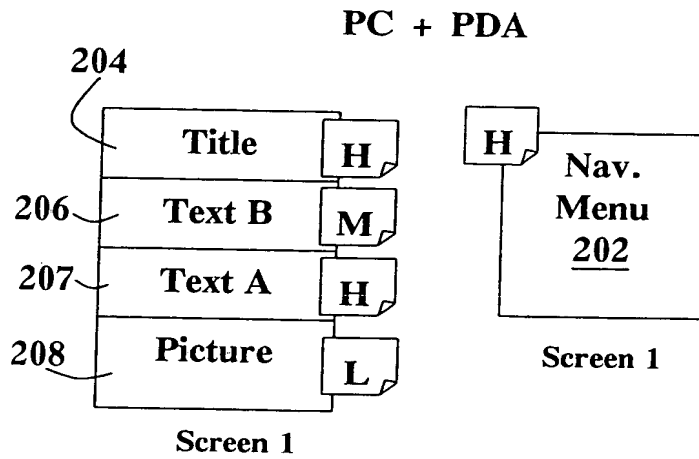 PC + PDA
204
Title
H
206
Text B
M
207
Text A
H
208
Picture
L
Screen 1
H
Nav.
Menu
202
Screen 1